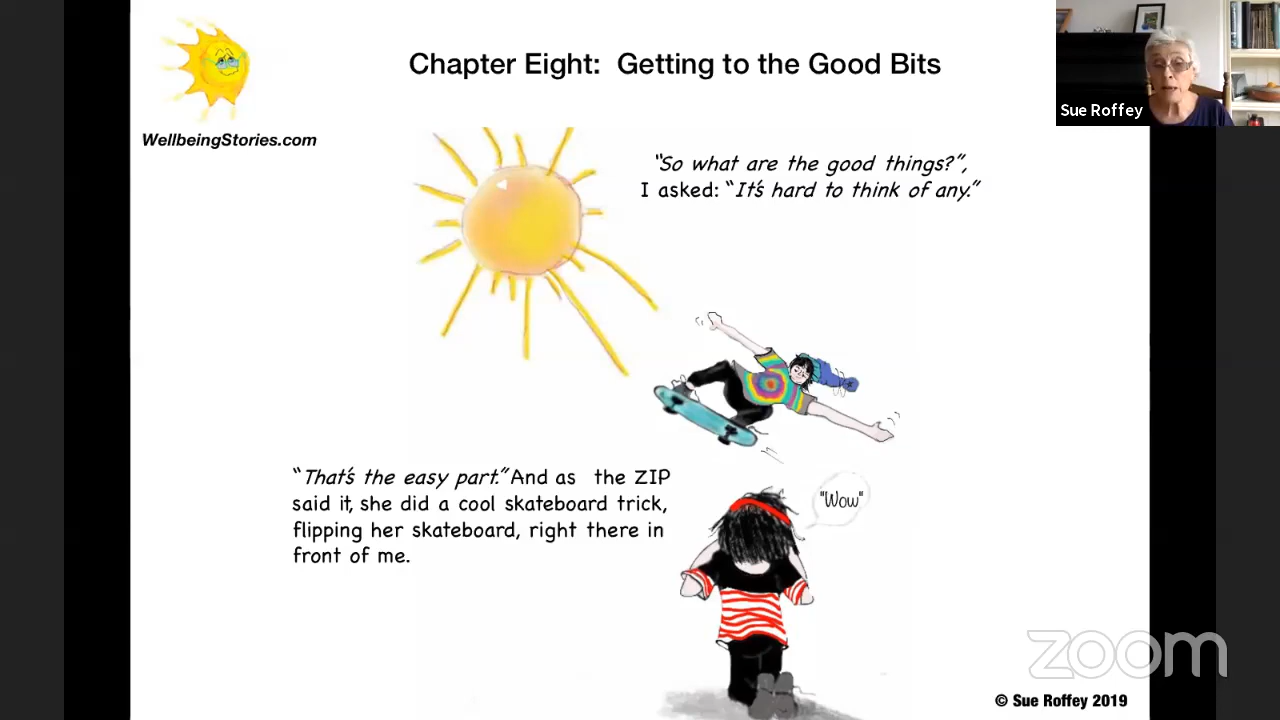 Chapter Eight:  Getting to the Good Bits
Sue Roffey
WellbeingStories.com
"So what are the good things?",
I asked: "It's hard to think of any."
"That's the easy part." And as  the ZIP
said it, she did a cool skateboard trick,
flipping her skateboard, right there in
front of me.
"Wow"
zoom
© Sue Roffey 2019